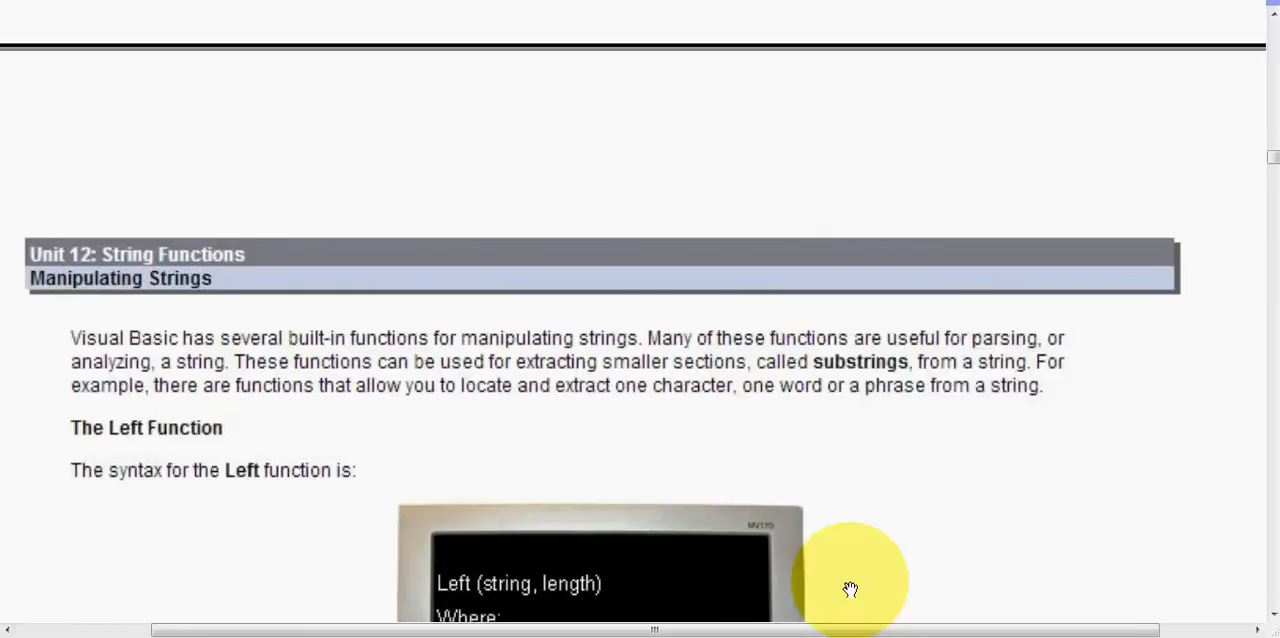 Unit 12: String Functions
Manipulating Strings
Visual Basic has several built-in functions for manipulating strings. Many of these functions are useful for parsing, or
analyzing, a string. These functions can be used for extracting smaller sections, called substrings, from a string. For
example, there are functions that allow you to locate and extract one character, one word or a phrase from a string.
The Left Function
The syntax for the Left function is:
MV170
Left (string, length)
Where: